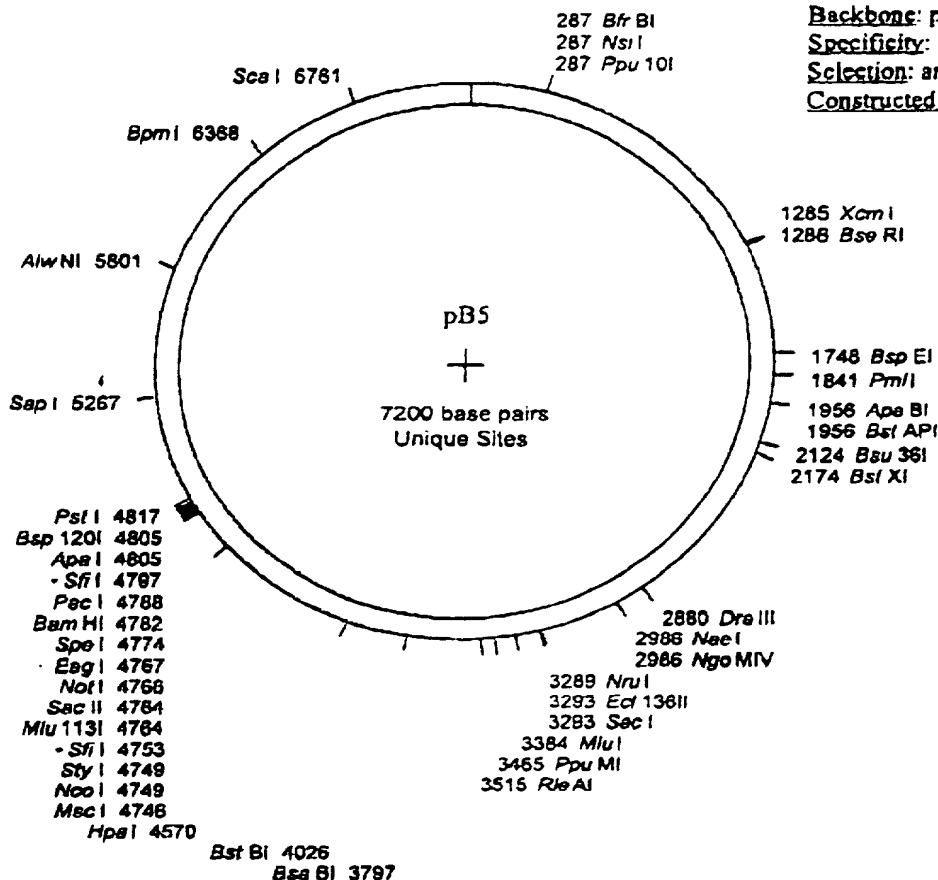 Backbone: p
Specificity:
Selection: a
Constructed
287 Bfr BI
287 Nsi I
287 Ppu 10I
Sca I 6761
Bpm I 6368
1285 Xcm I
1286 Bse RI
Alw NI 5801
pB5
7200 base pairs
Unique Sites
1748 Bsp EI
1841 Pml I
1956 Apa BI
1956 Bst API
2124 Bsu 36I
2174 Bst XI
Sap I 5267
Pst I 4817
Bsp 120I 4805
Apa I 4805
Sfi I 4797
Pac I 4788
Bam HI 4782
Spe I 4774
Eag I 4767
Not I 4766
Sac II 4764
Mlu 113I 4764
Sfi I 4753
Sty I 4749
Nco I 4749
Msc I 4746
Hpa I 4570
Bst BI 4026
Bsa BI 3797
2880 Dra III
2986 Nae I
2986 Ngo MIV
3289 Nru I
3293 Ecl 136II
3293 Sac I
3384 Mlu I
3465 Ppu MI
3515 Rle AI